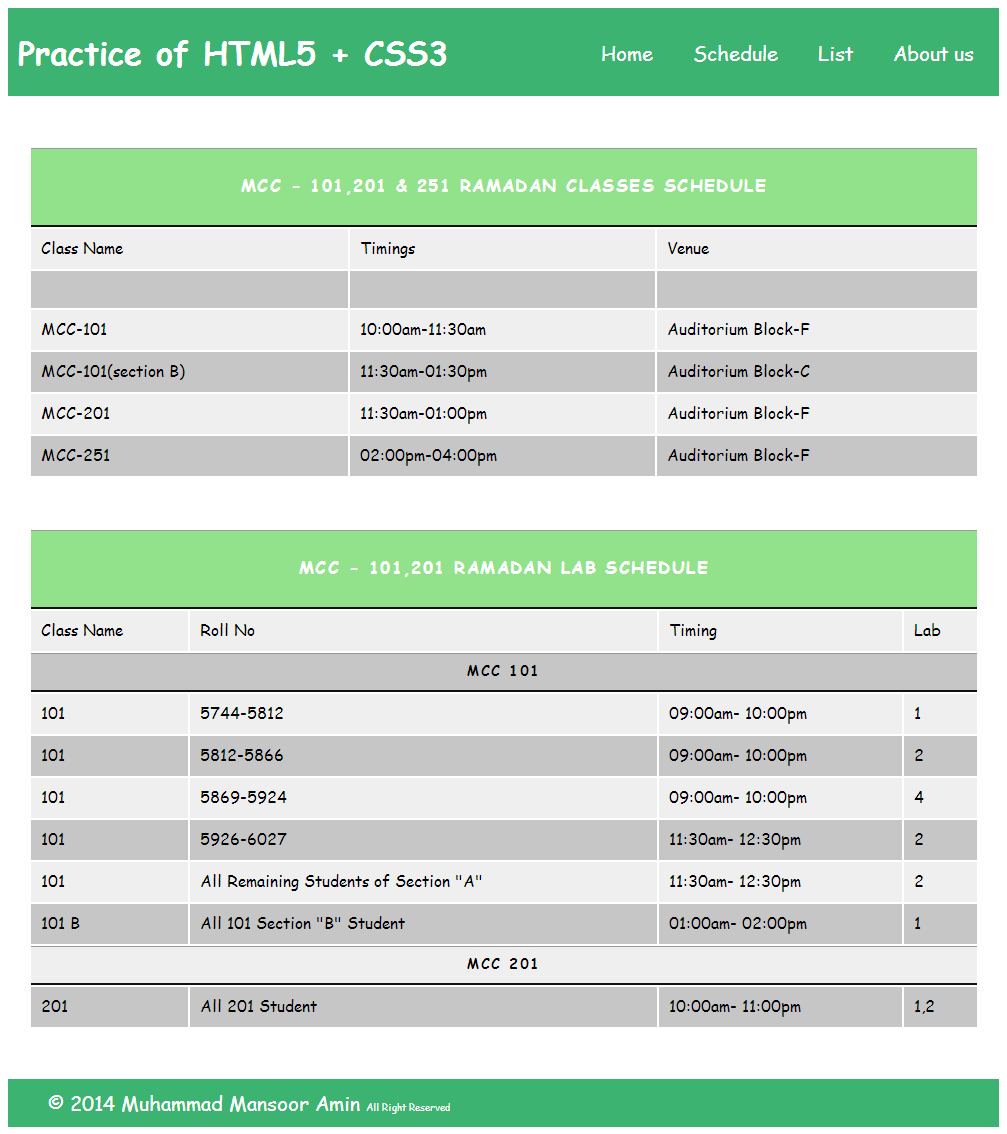 Practice of HTML5 + CSS3 Home Schedule List About us
MCC - 101,201 & 251 RAMADAN CLASSES SCHEDULE
Class Name Timings Venue
MCC-101 10:00am-11:30am Auditorium Block-F
MCC-101(section B) 11:30am-01:30pm Auditorium Block-C
MCC-201 11:30am-01:00pm Auditorium Block-F
MCC-251 02:00pm-04:00pm Auditorium Block-F
MCC - 101,201 RAMADAN LAB SCHEDULE
Class Name Roll No Timing Lab
MCC 101
101 5744-5812 09:00am- 10:00pm 1
101 5812-5866 09:00am- 10:00pm 2
101 5869-5924 09:00am- 10:00pm 4
101 5926-6027 11:30am- 12:30pm 2
101 All Remaining Students of Section "A" 11:30am- 12:30pm 2
101 B All 101 Section "B" Student 01:00am- 02:00pm 1
MCC 201
201 All 201 Student 10:00am- 11:00pm 1,2
© 2014 Muhammad Mansoor Amin All Right Reserved